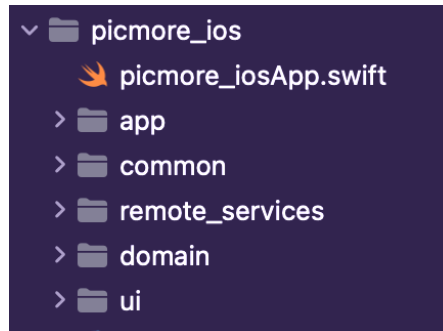 picmore_ios
picmore_iosApp.swift
app
common
remote_services
domain
ui